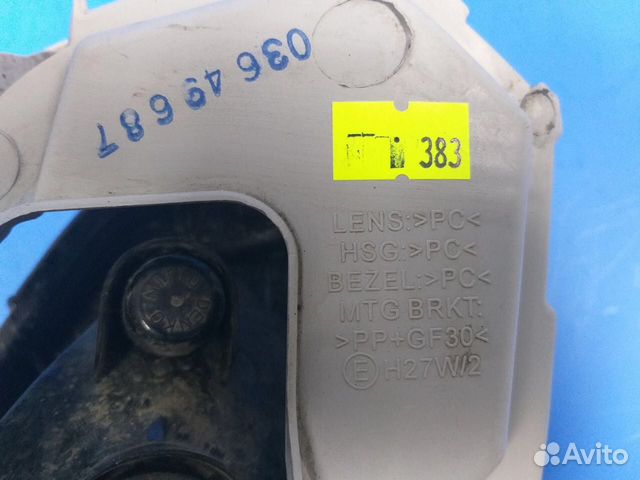 03649687
383
LENS:>PC<
HSG:>PC<
BEZEL:>PC<
MTG BRKT:
>PP+GF30<
E H27W/2
Avito